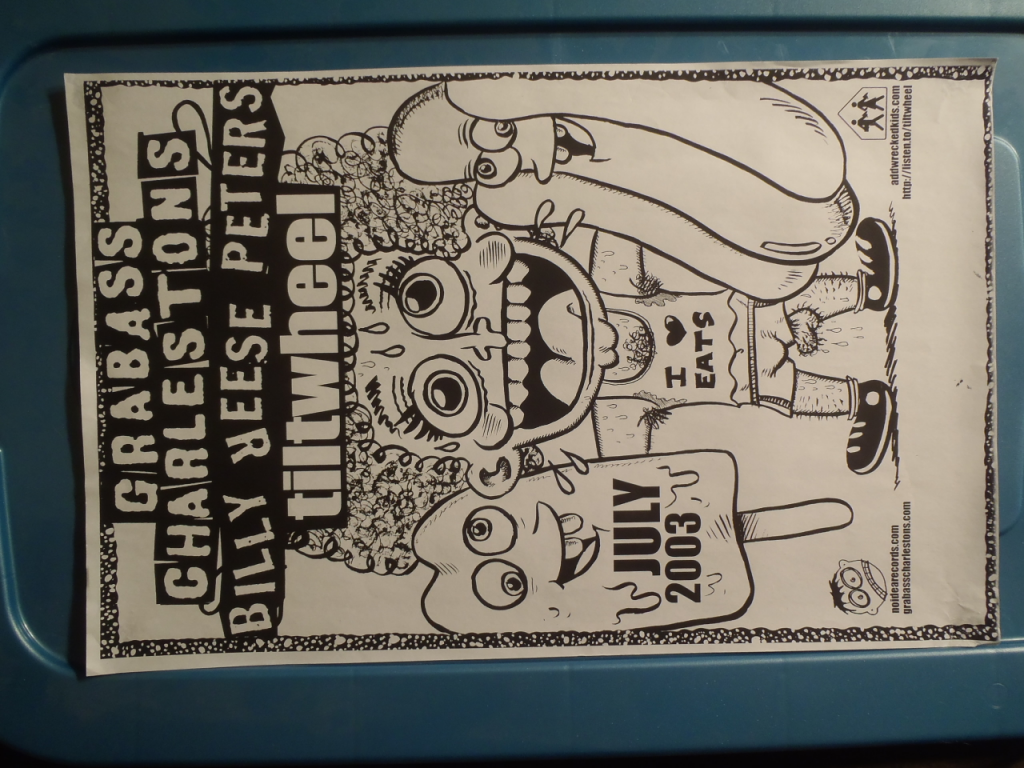 GRABASS
CHARLESTONS
BILLY REESE PETERS
tiltwheel
I ♥
EATS
JULY
2003
noidearecords.com
grabasscharlestons.com
addwreckedkids.com
http://listen.to/tiltwheel